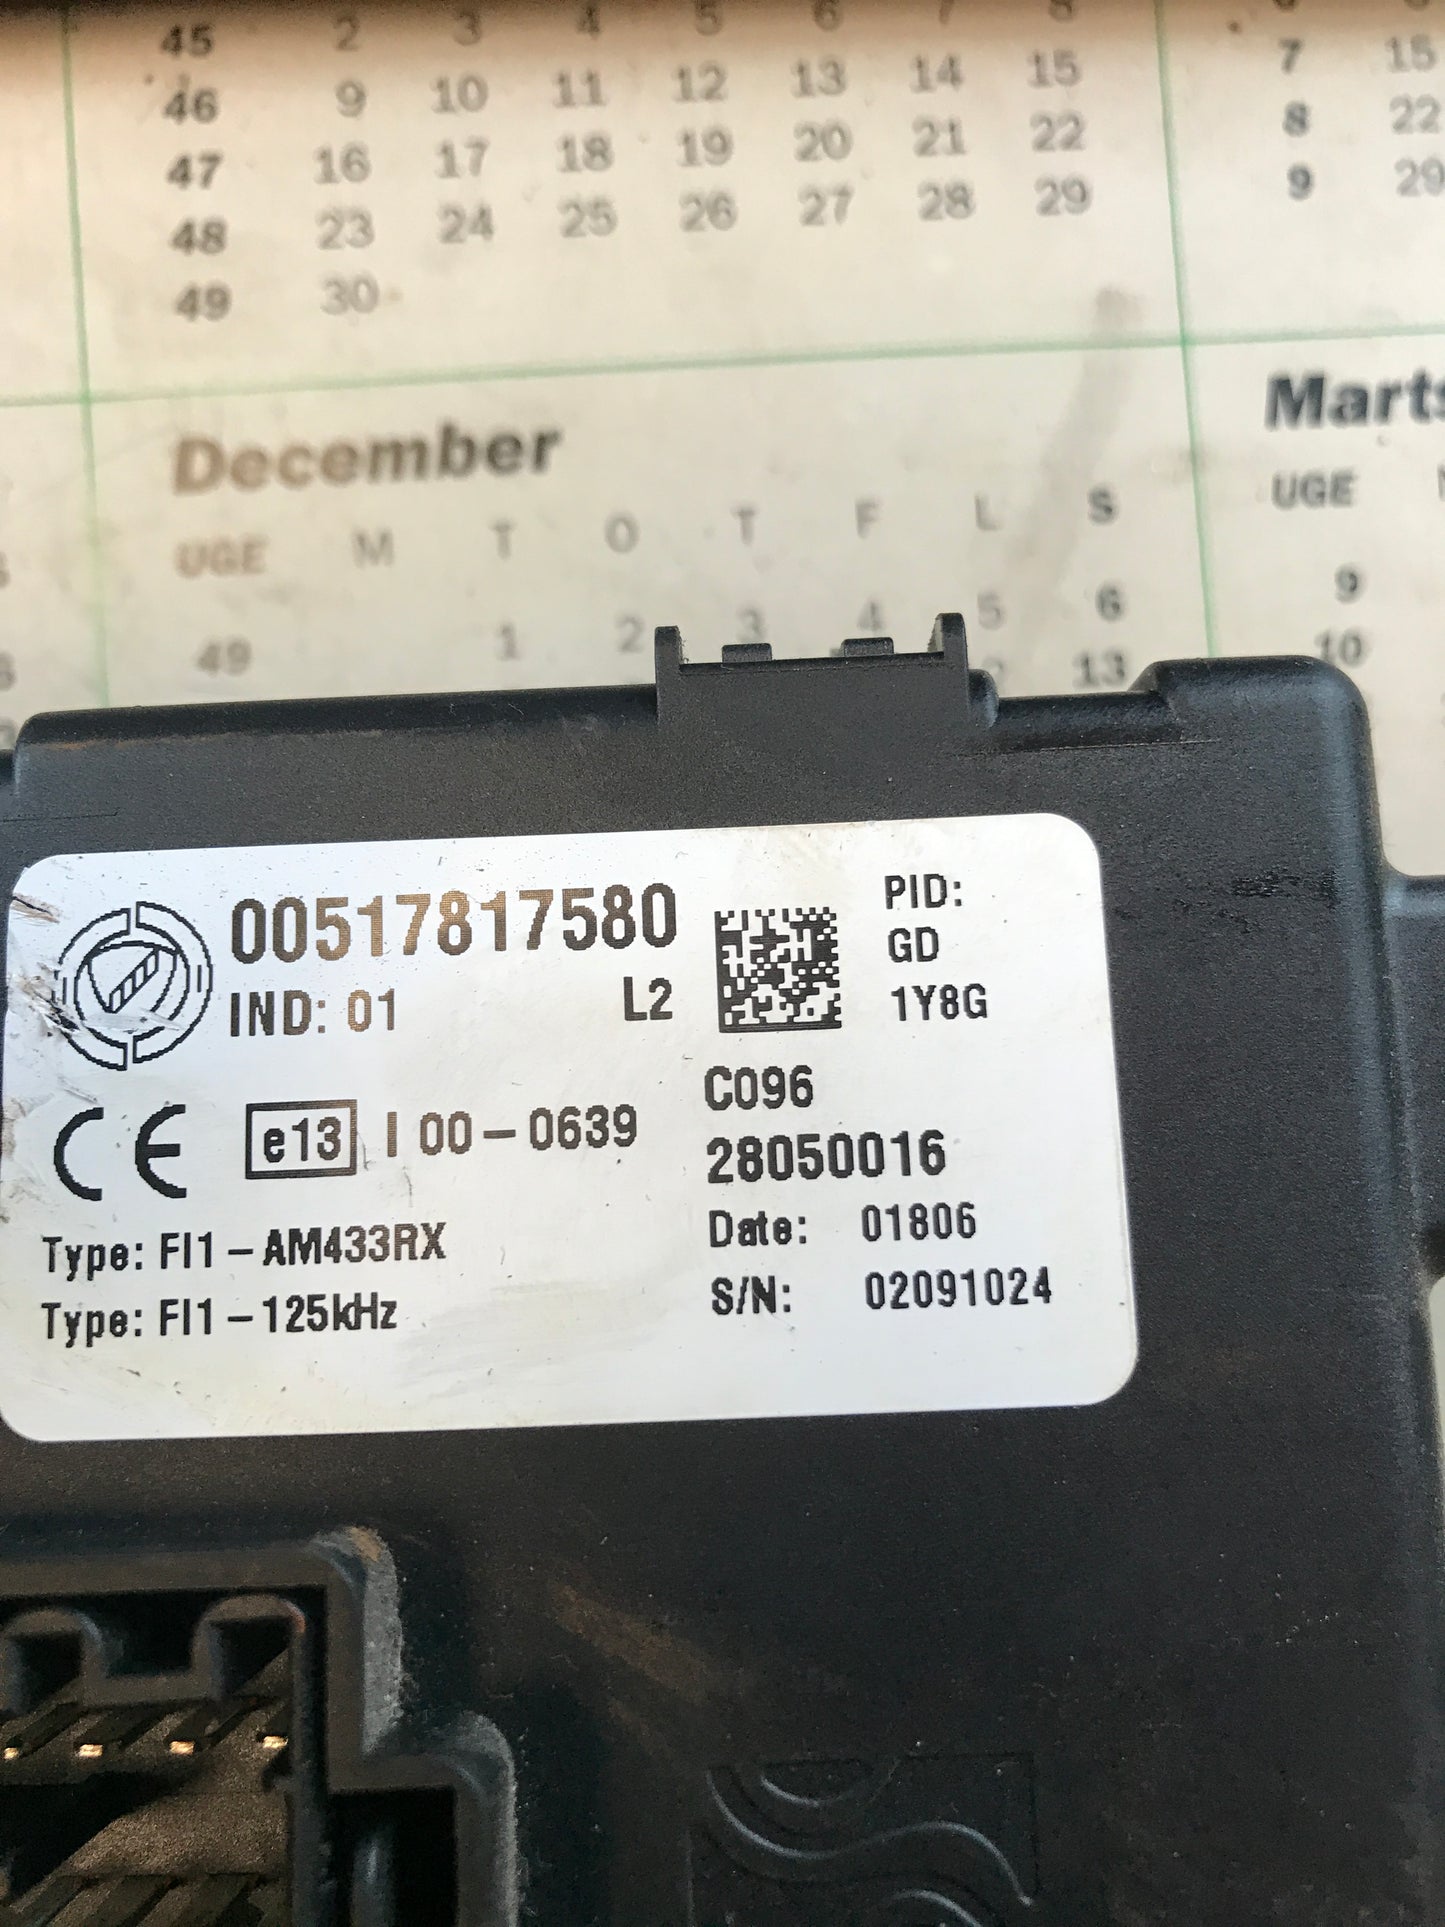 45 2 3 4 5 6 7 8
46 9 10 11 12 13 14 15
47 16 17 18 19 20 21 22
48 23 24 25 26 27 28 29
49 30
7 15
8 22
9 29
December
UGE M T O T F L S
49 1 2 3 4 5 6
13
UGE
9
10
00517817580
IND: 01 L2
PID:
GD
1Y8G
C096
28050016
e13 I 00-0639
Type: FI1-AM433RX
Type: FI1-125kHz
Date: 01806
S/N: 02091024
CE